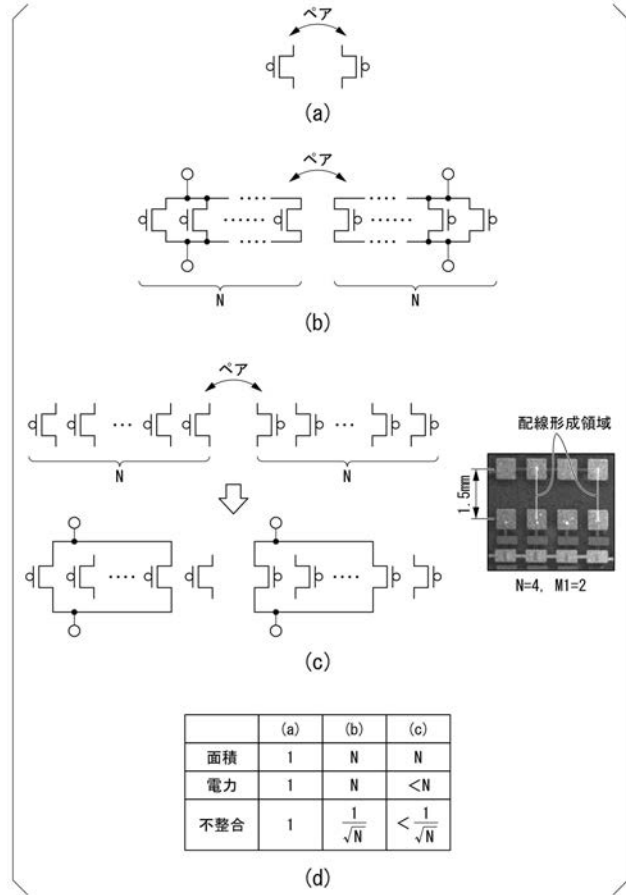 ペア
(a)
ペア
N N
(b)
ペア
N N
配線形成領域
1.5mm
N=4, M1=2
(c)
(a) (b) (c)
面積 1 N N
電力 1 N <N
不整合 1 1/√N < 1/√N
(d)